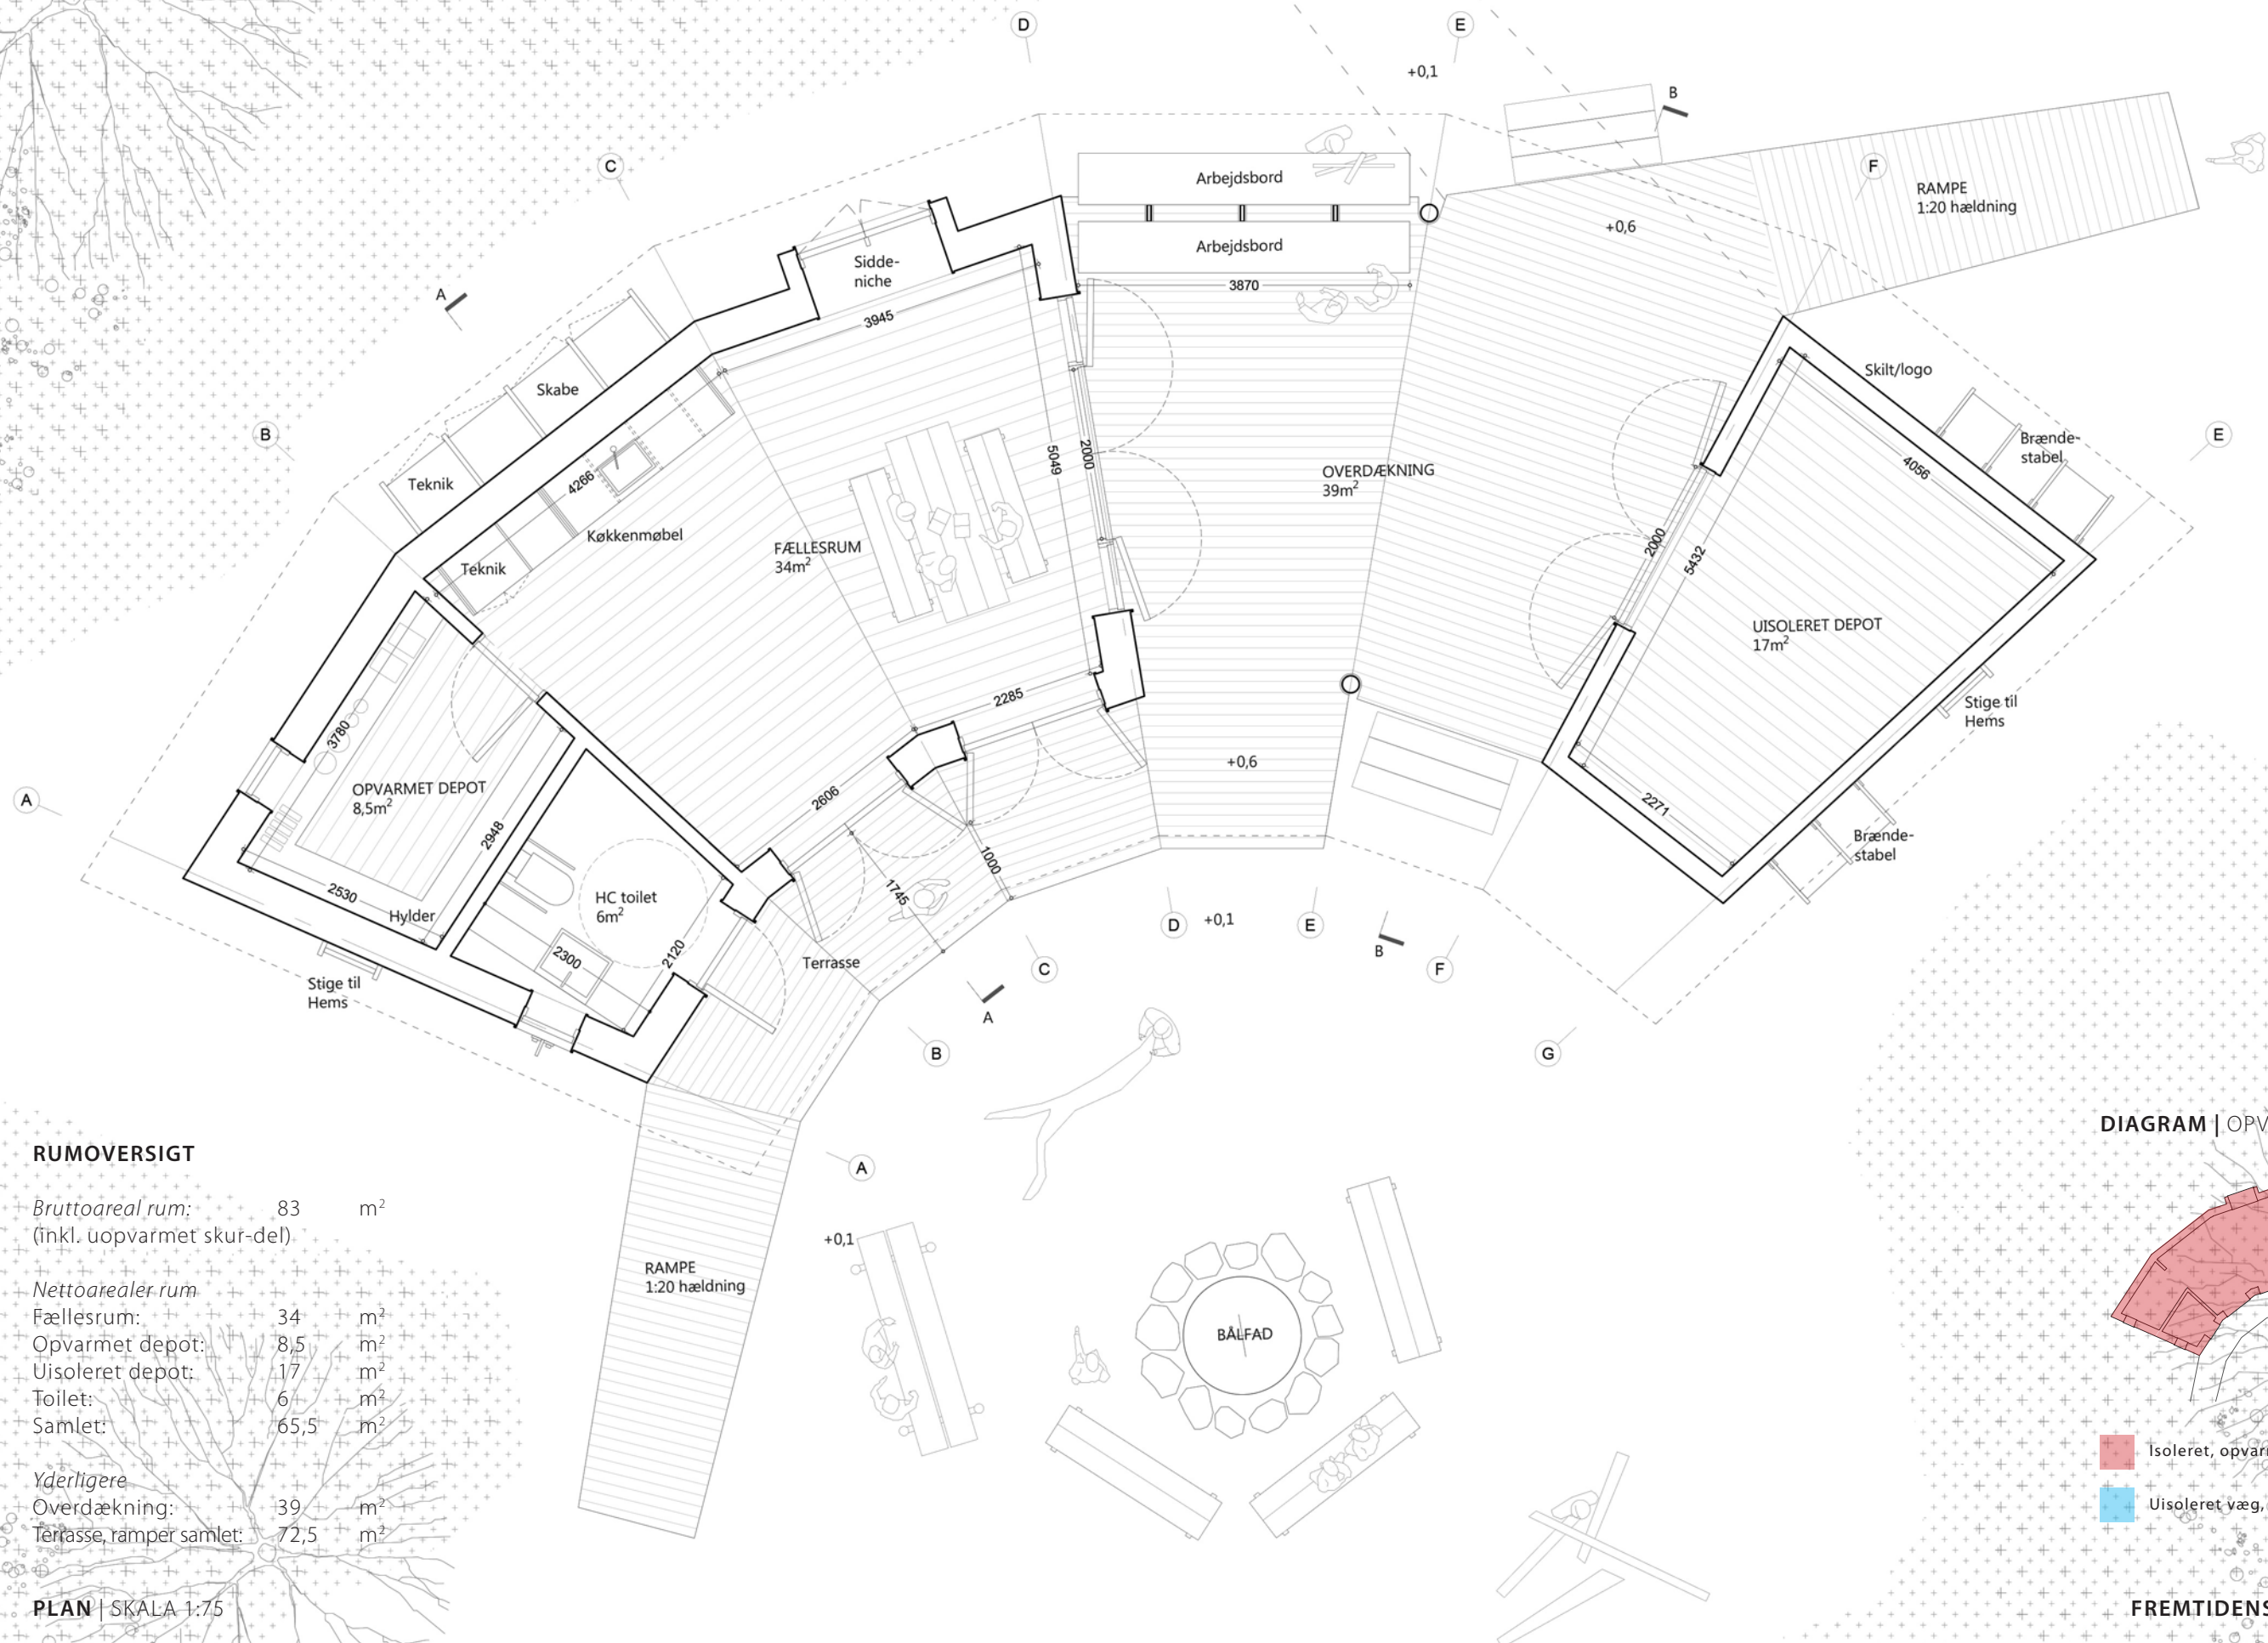 D
E
+0,1
B
C
F
RAMPE
1:20 hældning
Arbejdsbord
+0,6
Arbejdsbord
Sidde-
niche
A
3870
3945
Skilt/logo
Skabe
B
E
Brænde-
stabel
4056
5049
2000
OVERDÆKNING
39m²
Teknik
4266
Køkkenmøbel
FÆLLESRUM
34m²
2000
5432
Teknik
UISOLERET DEPOT
17m²
2285
Stige til
Hems
3780
+0,6
OPVARMET DEPOT
8,5m²
A
2606
2271
2948
Brænde-
stabel
1000
2530
Hylder
HC toilet
6m²
1745
D
+0,1
E
B
2300
2120
Terrasse
C
F
Stige til
Hems
A
B
G
A
+0,1
RAMPE
1:20 hældning
BÅLFAD
RUMOVERSIGT
Bruttoareal rum: 83 m²
(inkl. uopvarmet skur-del)
Nettoarealer rum
Fællesrum: 34 m²
Opvarmet depot: 8,5 m²
Uisoleret depot: 17 m²
Toilet: 6 m²
Samlet: 65,5 m²
Yderligere
Overdækning: 39 m²
Terrasse, ramper samlet: 72,5 m²
PLAN | SKALA 1:75
DIAGRAM | OPV
Isoleret, opvar
Uisoleret væg,
FREMTIDENS